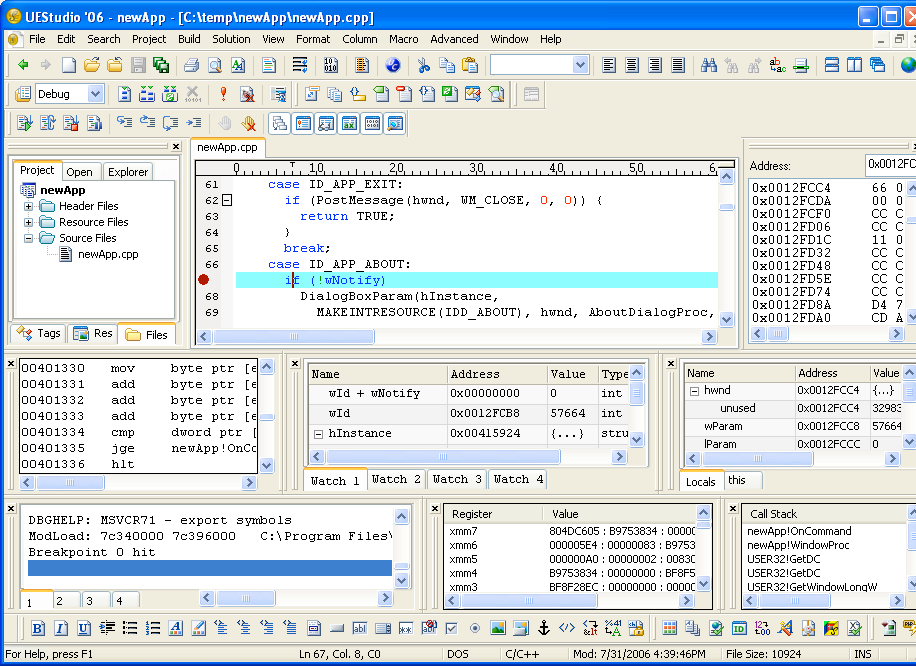 UEStudio '06 - newApp - [C:\temp\newApp\newApp.cpp]
File Edit Search Project Build Solution View Format Column Macro Advanced Window Help
Debug
newApp.cpp
Project Open Explorer
newApp
Header Files
Resource Files
Source Files
newApp.cpp
Tags Res Files
0 10 20 30 40 50 6
61 case ID_APP_EXIT:
62 if (PostMessage(hwnd, WM_CLOSE, 0, 0)) {
63 return TRUE;
64 }
65 break;
66 case ID_APP_ABOUT:
if (!wNotify)
68 DialogBoxParam(hInstance,
69 MAKEINTRESOURCE(IDD_ABOUT), hwnd, AboutDialogProc,
Address: 0x0012FC
0x0012FCC4 66 0
0x0012FCDA 00 0
0x0012FCF0 CC C
0x0012FD06 CC C
0x0012FD1C 11 0
0x0012FD32 CC C
0x0012FD48 CC C
0x0012FD5E CC C
0x0012FD74 CC C
0x0012FD8A D4 7
0x0012FDA0 CD A
00401330 mov byte ptr [e
00401331 add byte ptr [e
00401332 add byte ptr [e
00401333 add byte ptr [e
00401334 cmp dword ptr [
00401335 jge newApp!OnCo
00401336 hlt
Name Address Value Type
wId + wNotify 0x00000000 0 int
wId 0x0012FCB8 57664 int
hInstance 0x00415924 {...} stru
Watch 1 Watch 2 Watch 3 Watch 4
Name Address Value
hwnd 0x0012FCC4 {...}
unused 0x0012FCC4 32983
wParam 0x0012FCC8 57664
lParam 0x0012FCCC 0
Locals this
DBGHELP: MSVCR71 - export symbols
ModLoad: 7c340000 7c396000 C:\Program Files\
Breakpoint 0 hit
1 2 3 4
Register Value
xmm7 804DC605 : B9753834 : 00000
xmm6 000005E4 : 00000083 : B9753
xmm5 000000A0 : 00000002 : 0083C
xmm4 B9753834 : 00000000 : BF8F5
xmm3 BF8F28EC : 00000000 : 00000
Call Stack
newApp!OnCommand
newApp!WindowProc
USER32!GetDC
USER32!GetDC
USER32!GetWindowLongW
For Help, press F1 Ln 67, Col. 8, C0 DOS C/C++ Mod: 7/31/2006 4:39:46PM File Size: 10924 INS